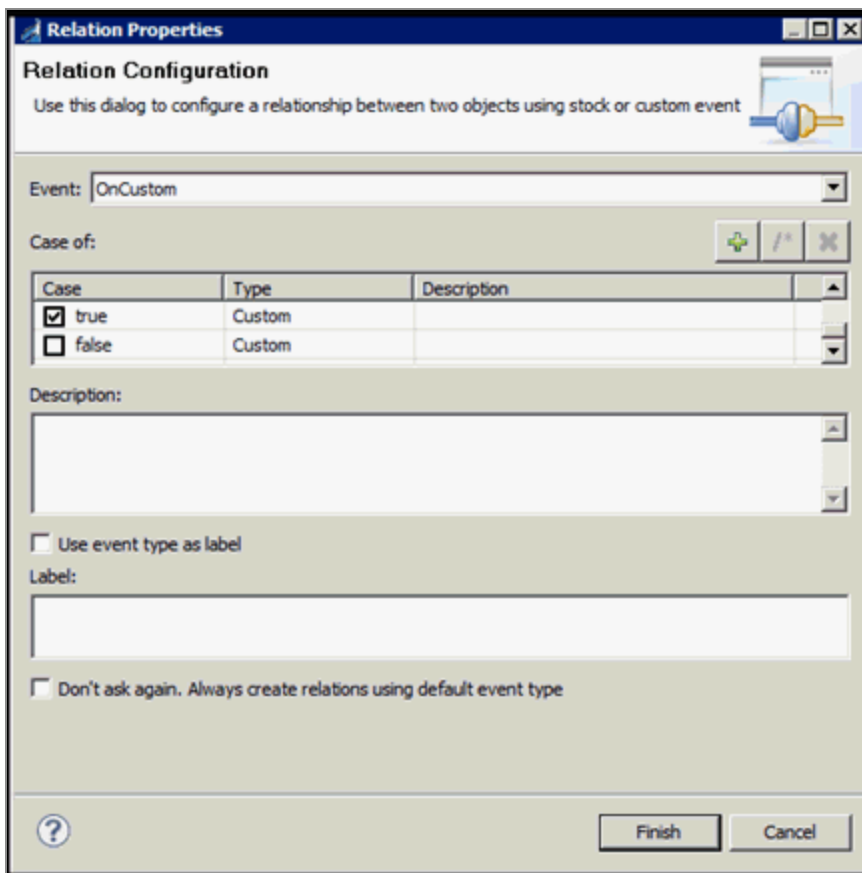 Relation Properties
Relation Configuration
Use this dialog to configure a relationship between two objects using stock or custom event
Event: OnCustom
Case of:
/*
Case Type Description
true Custom
false Custom
Description:
Use event type as label
Label:
Don't ask again. Always create relations using default event type
? Finish Cancel